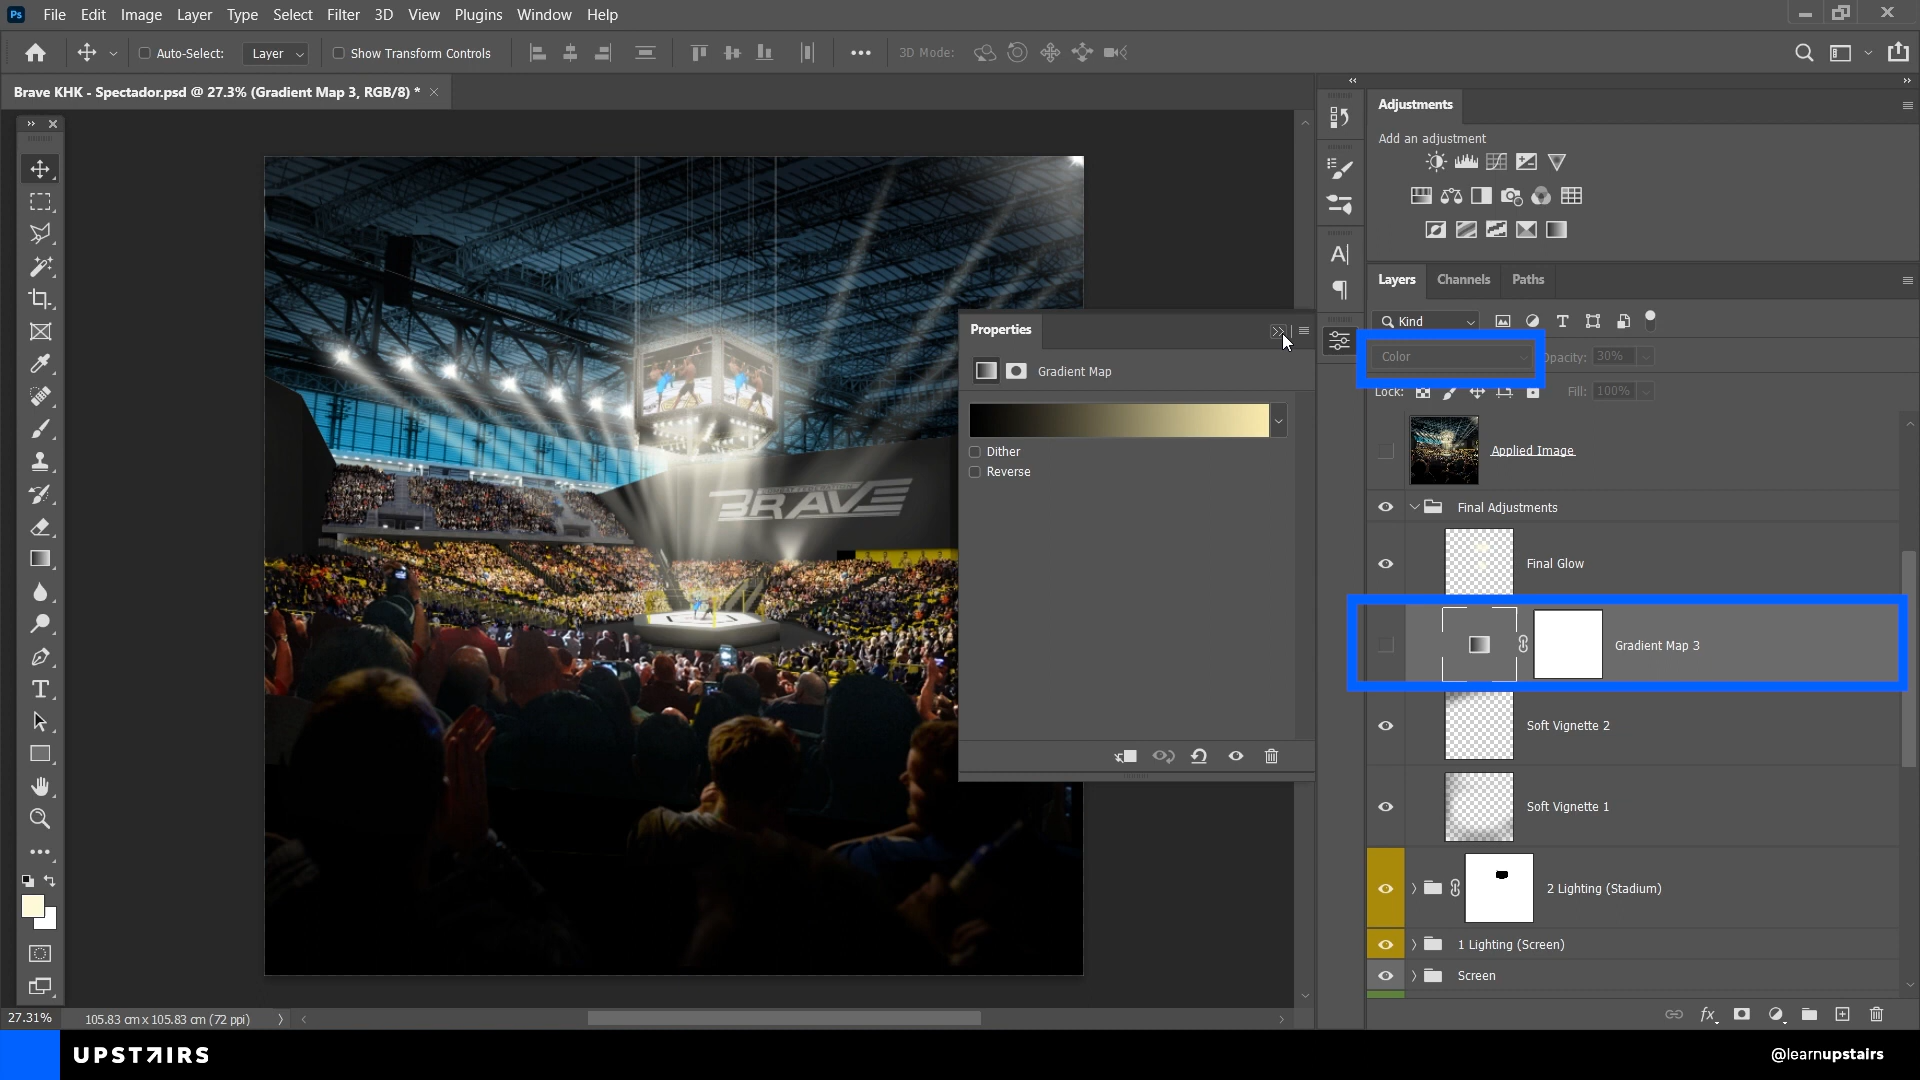 Ps File Edit Image Layer Type Select Filter 3D View Plugins Window Help
Auto-Select: Layer Show Transform Controls 3D Mode:
Brave KHK - Spectador.psd @ 27.3% (Gradient Map 3, RGB/8) *
Adjustments
Add an adjustment
Layers Channels Paths
Kind
Color Opacity: 30%
Lock: Fill: 100%
Properties
Gradient Map
Dither
Reverse
BRAVE
Applied Image
Final Adjustments
Final Glow
Gradient Map 3
Soft Vignette 2
Soft Vignette 1
2 Lighting (Stadium)
1 Lighting (Screen)
Screen
27.31% 105.83 cm x 105.83 cm (72 ppi)
fx
UPSTAIRS
@learnupstairs